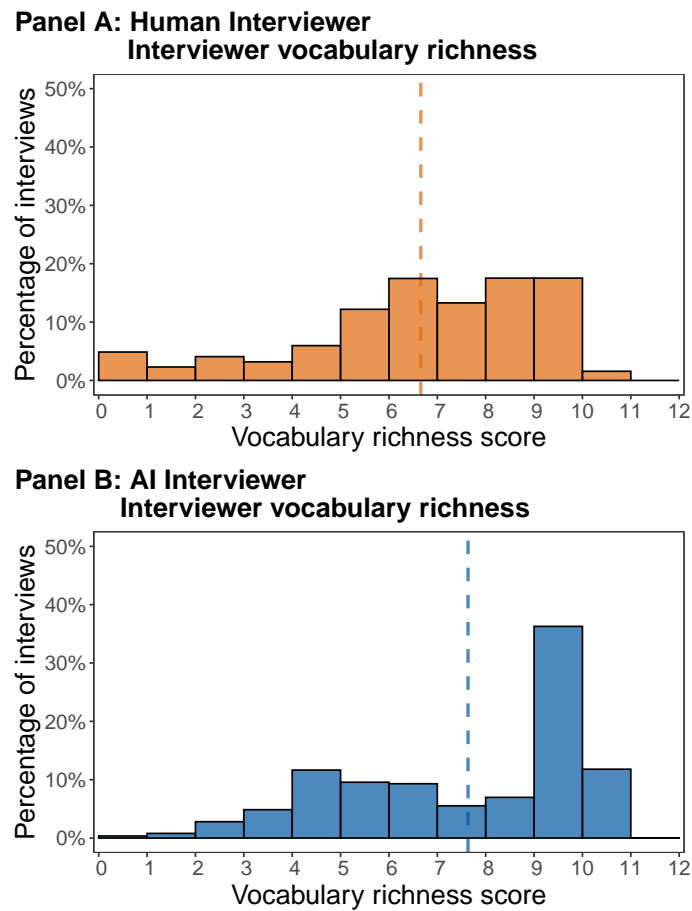 Panel A: Human Interviewer
Interviewer vocabulary richness
50%
40%
30%
20%
10%
0%
Percentage of interviews
0 1 2 3 4 5 6 7 8 9 10 11 12
Vocabulary richness score
Panel B: AI Interviewer
Interviewer vocabulary richness
50%
40%
30%
20%
10%
0%
Percentage of interviews
0 1 2 3 4 5 6 7 8 9 10 11 12
Vocabulary richness score